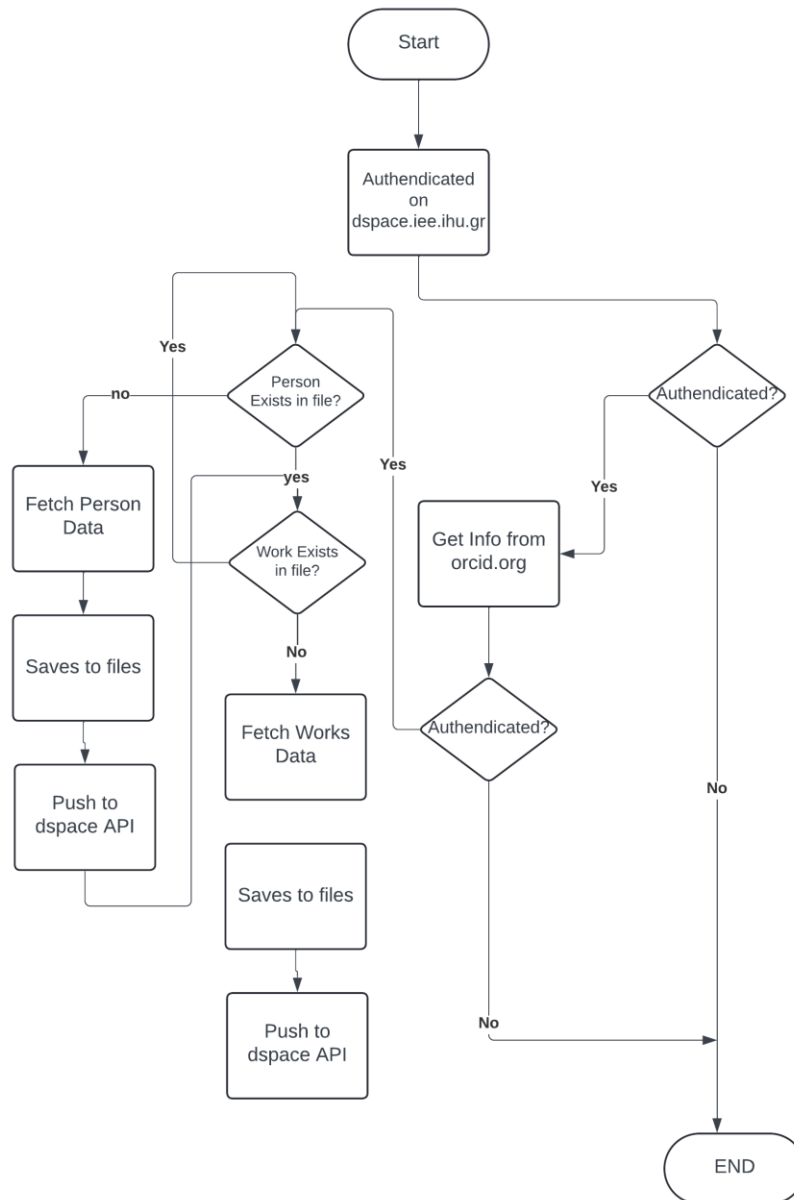 Start
Authendicated
on
dspace.iee.ihu.gr
Yes
Person
Exists in file?
no
Authendicated?
yes
Yes
Yes
Fetch Person
Data
Get Info from
orcid.org
Work Exists
in file?
Saves to files
No
Fetch Works
Data
Authendicated?
Push to
dspace API
No
Saves to files
No
Push to
dspace API
END